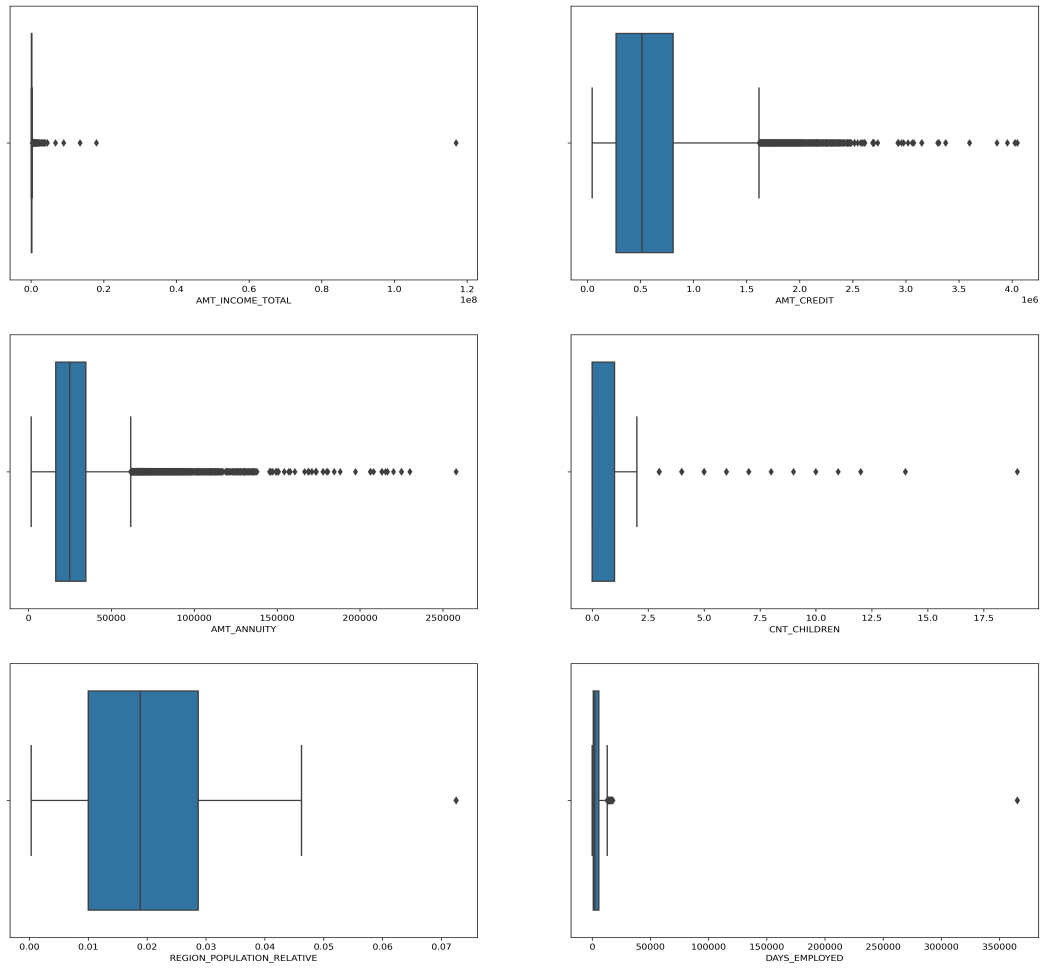 0.0 0.2 0.4 0.6 0.8 1.0 1.2
1e8
AMT_INCOME_TOTAL
0.0 0.5 1.0 1.5 2.0 2.5 3.0 3.5 4.0
1e6
AMT_CREDIT
0 50000 100000 150000 200000 250000
AMT_ANNUITY
0.0 2.5 5.0 7.5 10.0 12.5 15.0 17.5
CNT_CHILDREN
0.00 0.01 0.02 0.03 0.04 0.05 0.06 0.07
REGION_POPULATION_RELATIVE
0 50000 100000 150000 200000 250000 300000 350000
DAYS_EMPLOYED